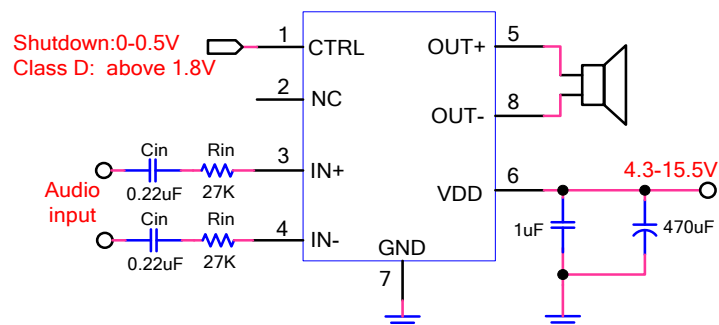 Shutdown:0-0.5V
Class D: above 1.8V
1
CTRL
2
NC
Cin
Rin
0.22uF
27K
3
IN+
Audio
input
Cin
Rin
0.22uF
27K
4
IN-
GND
7
OUT+
5
OUT-
8
VDD
6
4.3-15.5V
1uF
470uF